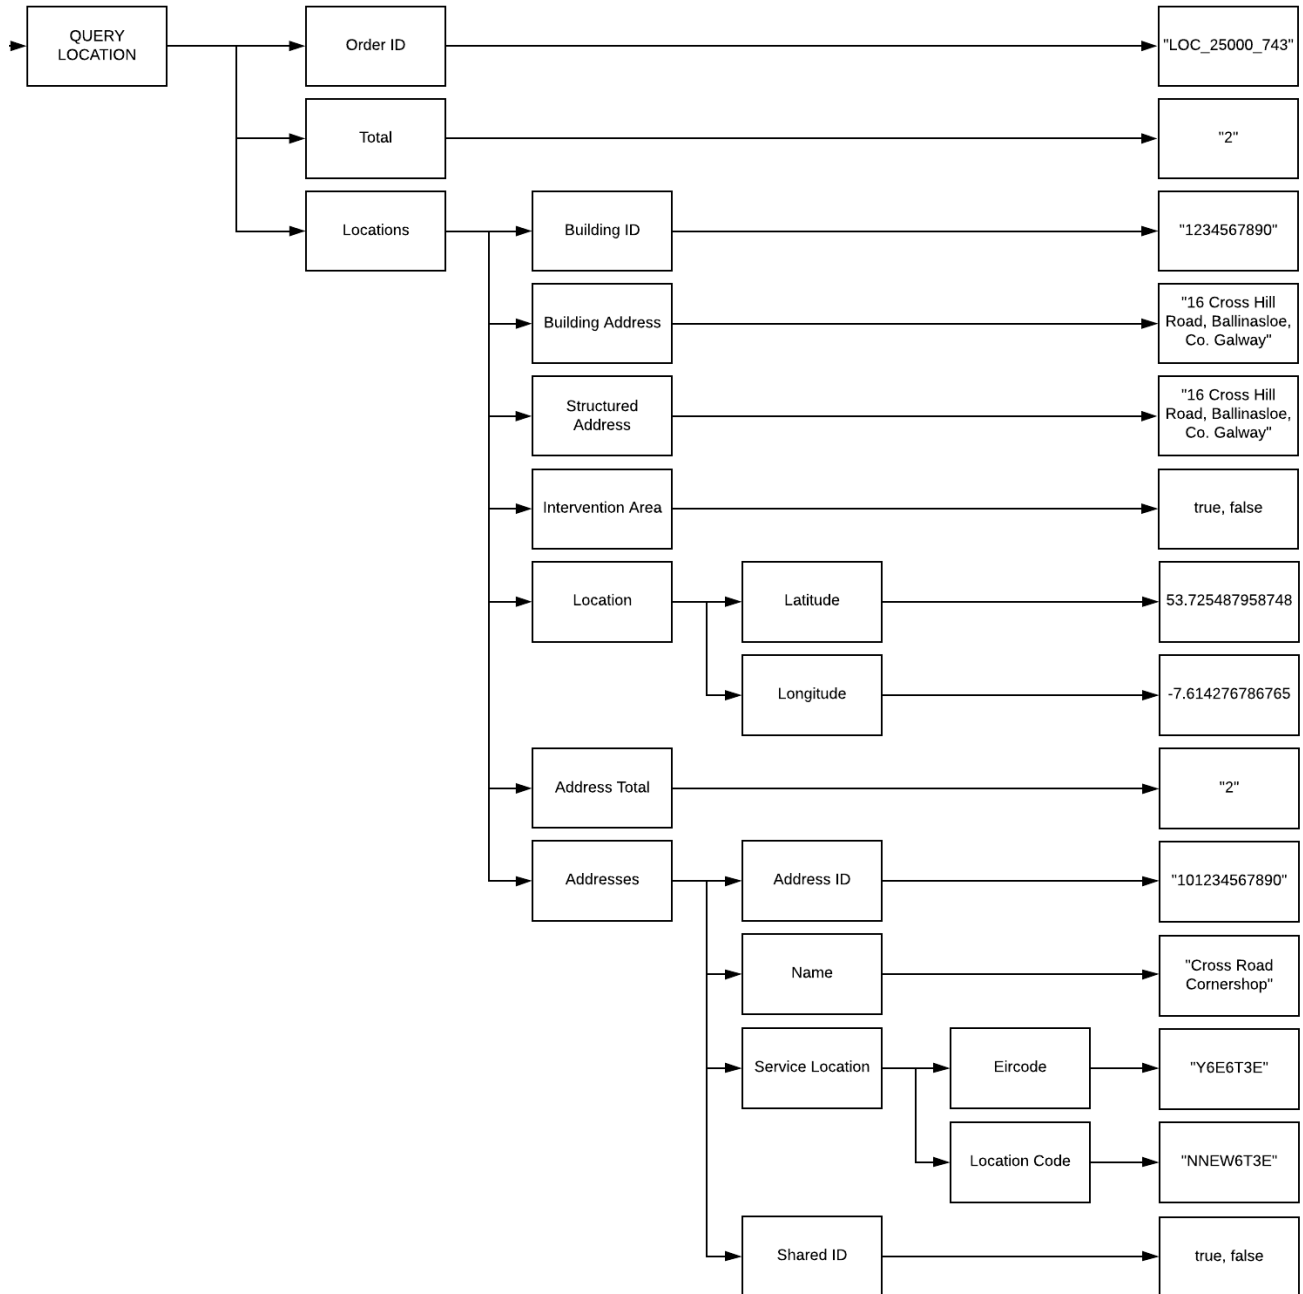 QUERY
LOCATION
Order ID
"LOC_25000_743"
Total
"2"
Locations
Building ID
"1234567890"
Building Address
"16 Cross Hill
Road, Ballinasloe,
Co. Galway"
Structured
Address
"16 Cross Hill
Road, Ballinasloe,
Co. Galway"
Intervention Area
true, false
Location
Latitude
53.725487958748
Longitude
-7.614276786765
Address Total
"2"
Addresses
Address ID
"101234567890"
Name
"Cross Road
Cornershop"
Service Location
Eircode
"Y6E6T3E"
Location Code
"NNEW6T3E"
Shared ID
true, false